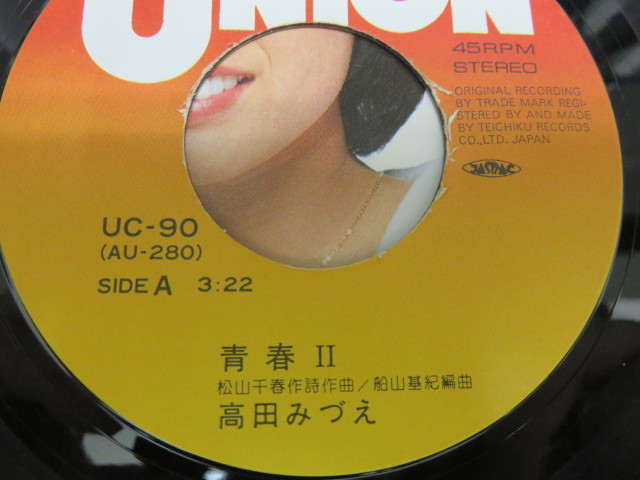 UNION
45RPM
STEREO
ORIGINAL RECORDING
BY TRADE MARK REGI-
STERED BY AND MADE
BY TEICHIKU RECORDS
CO.,LTD. JAPAN
JASRAC
UC-90
(AU-280)
SIDE A 3:22
青春 II
松山千春作詩作曲/船山基紀編曲
高田みづえ